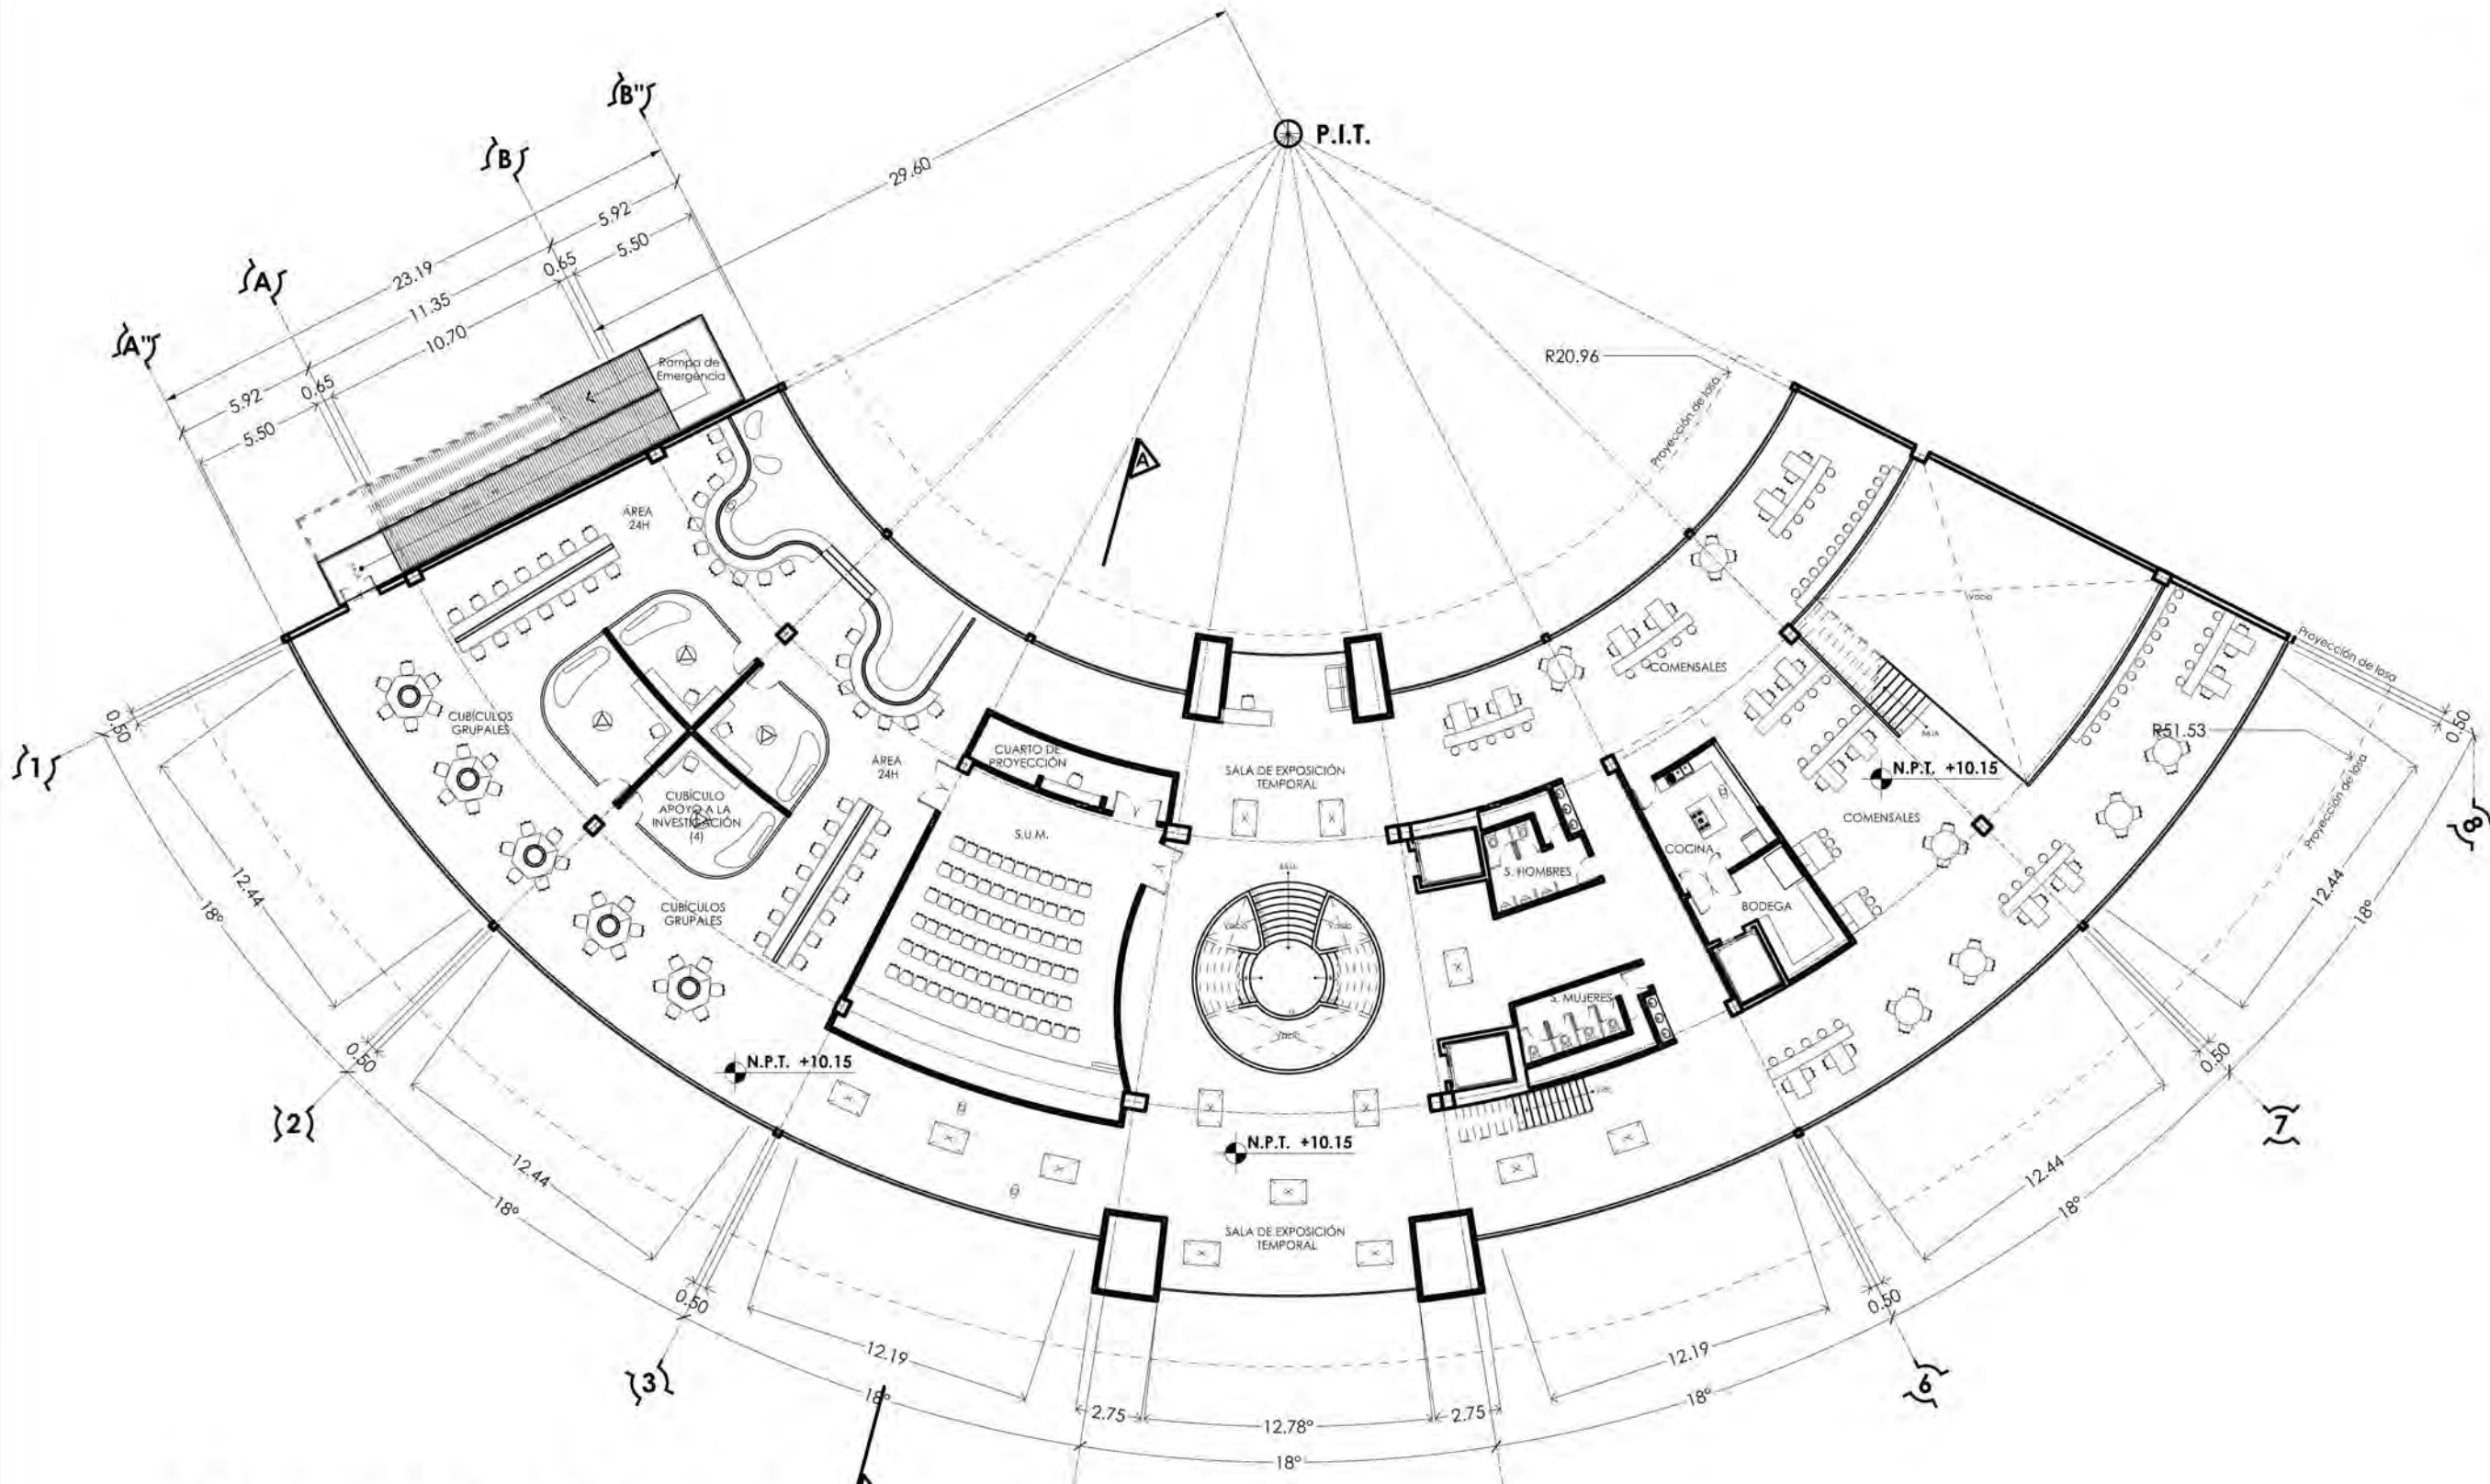 B"
P.I.T.
B
29.60
5.92
5.50
0.65
23.19
A
11.35
10.70
A"
Rampa de
Emergencia
R20.96
0.65
5.92
5.50
Proyección de losa
A
ÁREA
24H
Vacío
Proyección de losa
COMENSALES
CUBÍCULOS
GRUPALES
0.50
0.50
R51.53
BAJA
1
CUARTO DE
PROYECCIÓN
ÁREA
24H
SALA DE EXPOSICIÓN
TEMPORAL
N.P.T. +10.15
Proyección de losa
CUBÍCULO
APOYO A LA
INVESTIGACIÓN
(4)
COMENSALES
8
S.U.M.
COCINA
S. HOMBRES
12.44
18°
CUBÍCULOS
GRUPALES
BODEGA
12.44
18°
Vacío
Vacío
S. MUJERES
Vacío
0.50
N.P.T. +10.15
0.50
2
N.P.T. +10.15
7
12.44
18°
12.44
18°
SALA DE EXPOSICIÓN
TEMPORAL
0.50
0.50
12.19
12.19
3
18°
18°
6
2.75
12.78°
2.75
18°